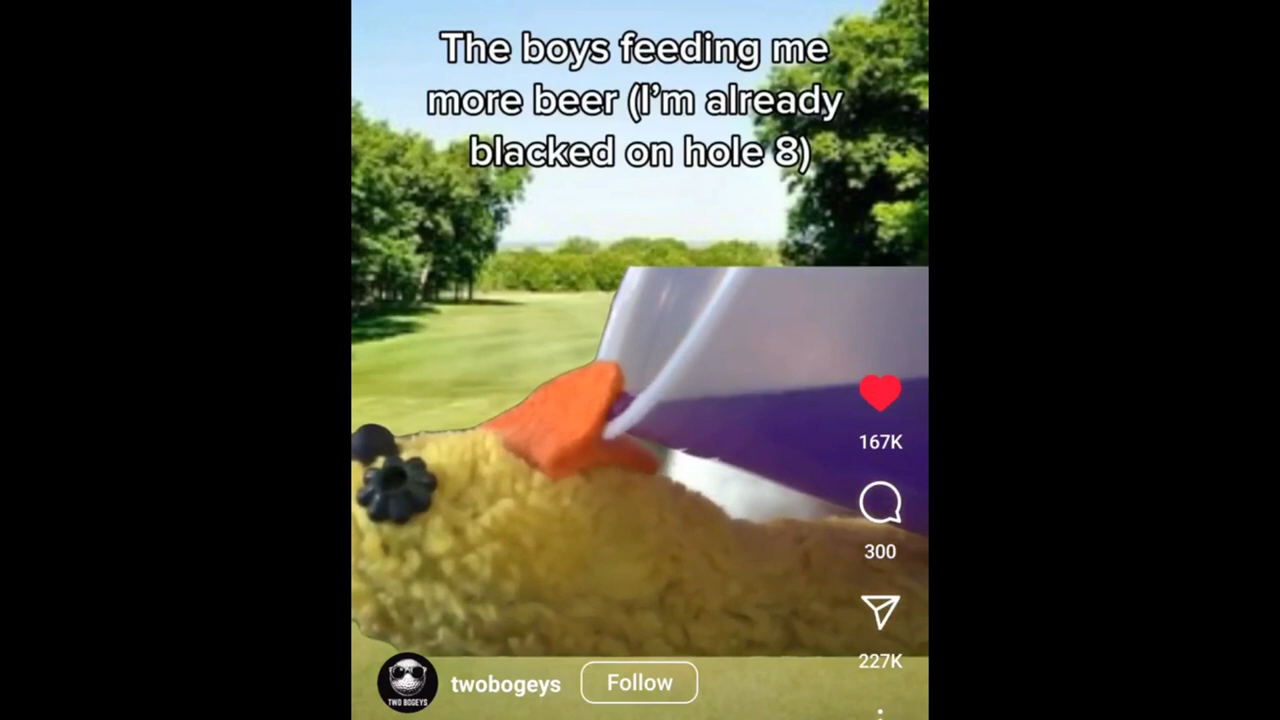 The boys feeding me
more beer (I’m already
blacked on hole 8)
167K
300
227K
TWO BOGEYS
twobogeys
Follow